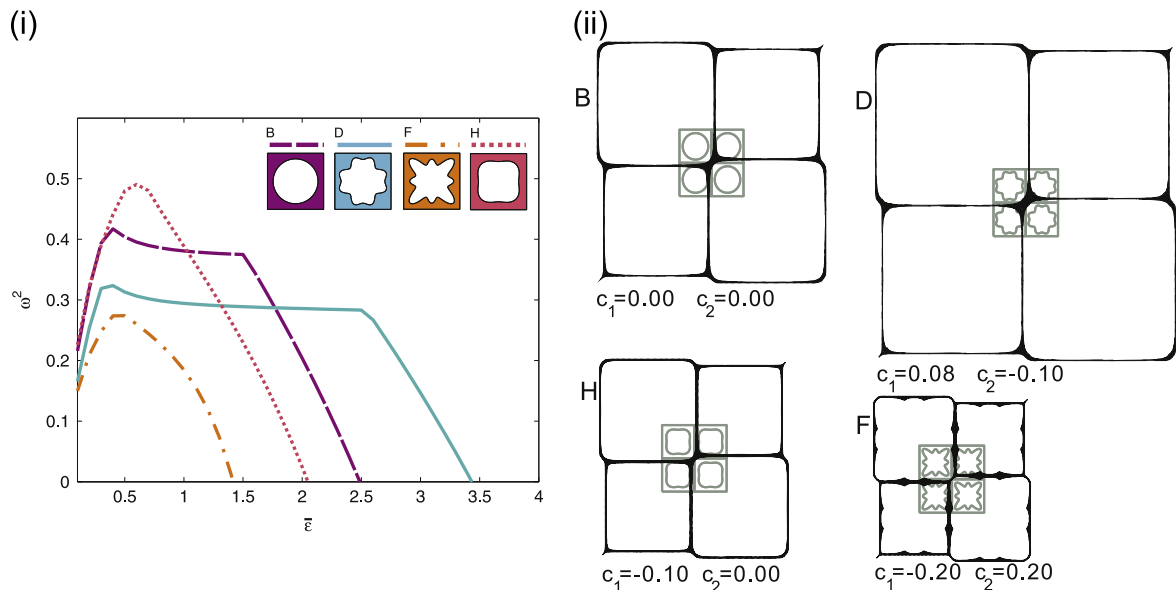 (i)
B D F H
0.5
0.4
0.3
0.2
0.1
0
ω²
0.5 1 1.5 2 2.5 3 3.5 4
ε̄
(ii)
B
c₁=0.00 c₂=0.00
D
c₁=0.08 c₂=-0.10
H
c₁=-0.10 c₂=0.00
F
c₁=-0.20 c₂=0.20